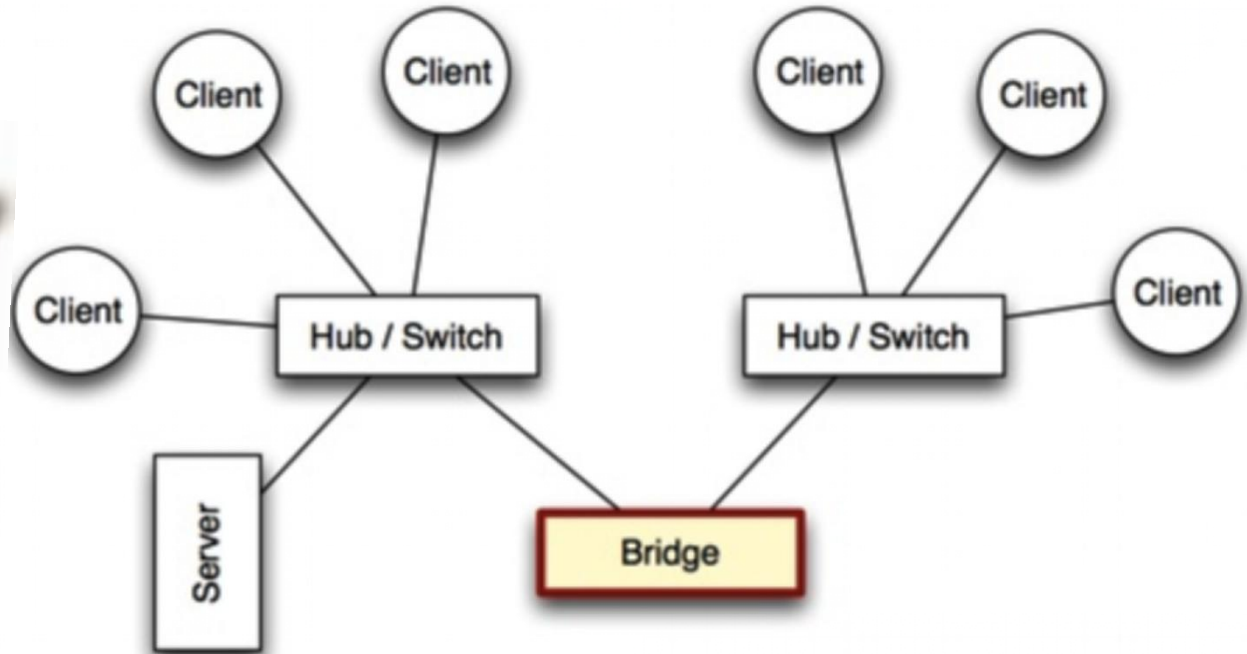 Client
Client
Client
Client
Client
Client
Hub / Switch
Hub / Switch
Server
Bridge